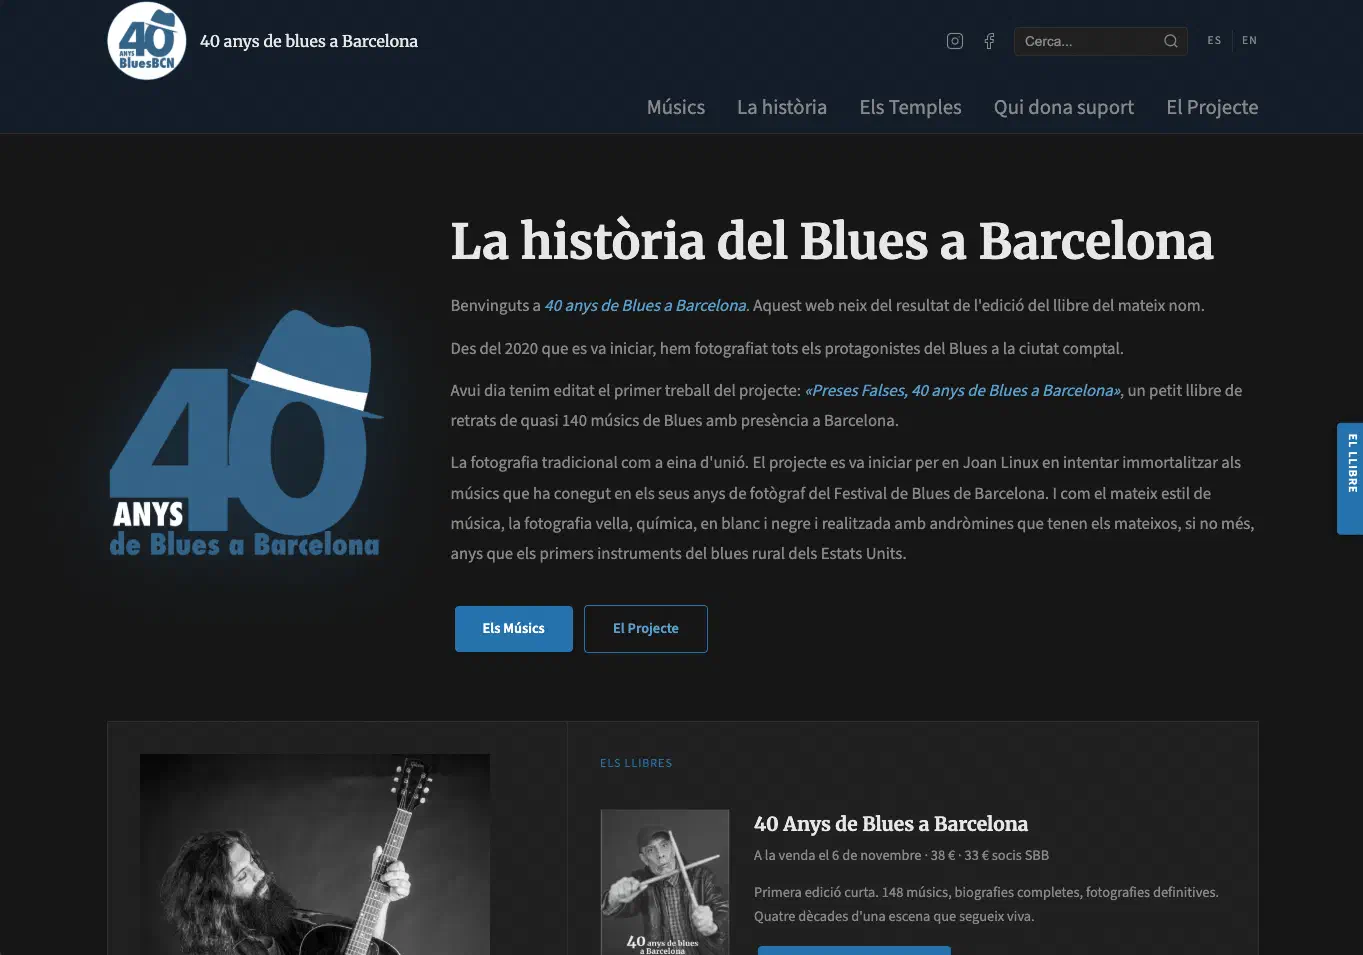 40
ANYS
BluesBCN
40 anys de blues a Barcelona
Cerca...
ES
EN
Músics
La història
Els Temples
Qui dona suport
El Projecte
La història del Blues a Barcelona
Benvinguts a 40 anys de Blues a Barcelona. Aquest web neix del resultat de l'edició del llibre del mateix nom.
Des del 2020 que es va iniciar, hem fotografiat tots els protagonistes del Blues a la ciutat comptal.
Avui dia tenim editat el primer treball del projecte: «Preses Falses, 40 anys de Blues a Barcelona», un petit llibre de
retrats de quasi 140 músics de Blues amb presència a Barcelona.
La fotografia tradicional com a eina d'unió. El projecte es va iniciar per en Joan Linux en intentar immortalitzar als
músics que ha conegut en els seus anys de fotògraf del Festival de Blues de Barcelona. I com el mateix estil de
música, la fotografia vella, química, en blanc i negre i realitzada amb andròmines que tenen els mateixos, si no més,
anys que els primers instruments del blues rural dels Estats Units.
40
ANYS
de Blues a Barcelona
Els Músics
El Projecte
EL LLIBRE
ELS LLIBRES
40 anys de blues
a Barcelona
40 Anys de Blues a Barcelona
A la venda el 6 de novembre · 38 € · 33 € socis SBB
Primera edició curta. 148 músics, biografies completes, fotografies definitives.
Quatre dècades d'una escena que segueix viva.